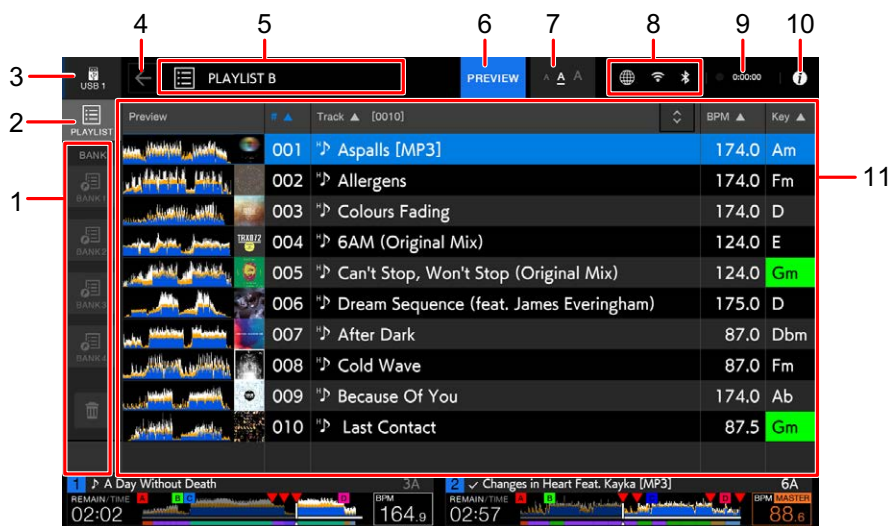 4 5 6 7 8 9 10
3 USB 1 PLAYLIST B PREVIEW A A A 0:00:00 i
2 PLAYLIST Preview # ▲ Track ▲ [0010] BPM ▲ Key ▲
BANK
1
11
BANK1
BANK2
BANK3
BANK4
001 Aspalls [MP3] 174.0 Am
002 Allergens 174.0 Fm
003 Colours Fading 174.0 D
TRXB72
004 6AM (Original Mix) 124.0 E
005 Can't Stop, Won't Stop (Original Mix) 124.0 Gm
006 Dream Sequence (feat. James Everingham) 175.0 D
007 After Dark 87.0 Dbm
008 Cold Wave 87.0 Fm
009 Because Of You 174.0 Ab
010 Last Contact 87.5 Gm
1 ♪ A Day Without Death 3A
REMAIN/TIME A B C D BPM
02:02 164.9
2 ✓ Changes in Heart Feat. Kayka [MP3] 6A
REMAIN/TIME A B D BPM MASTER
02:57 88.6